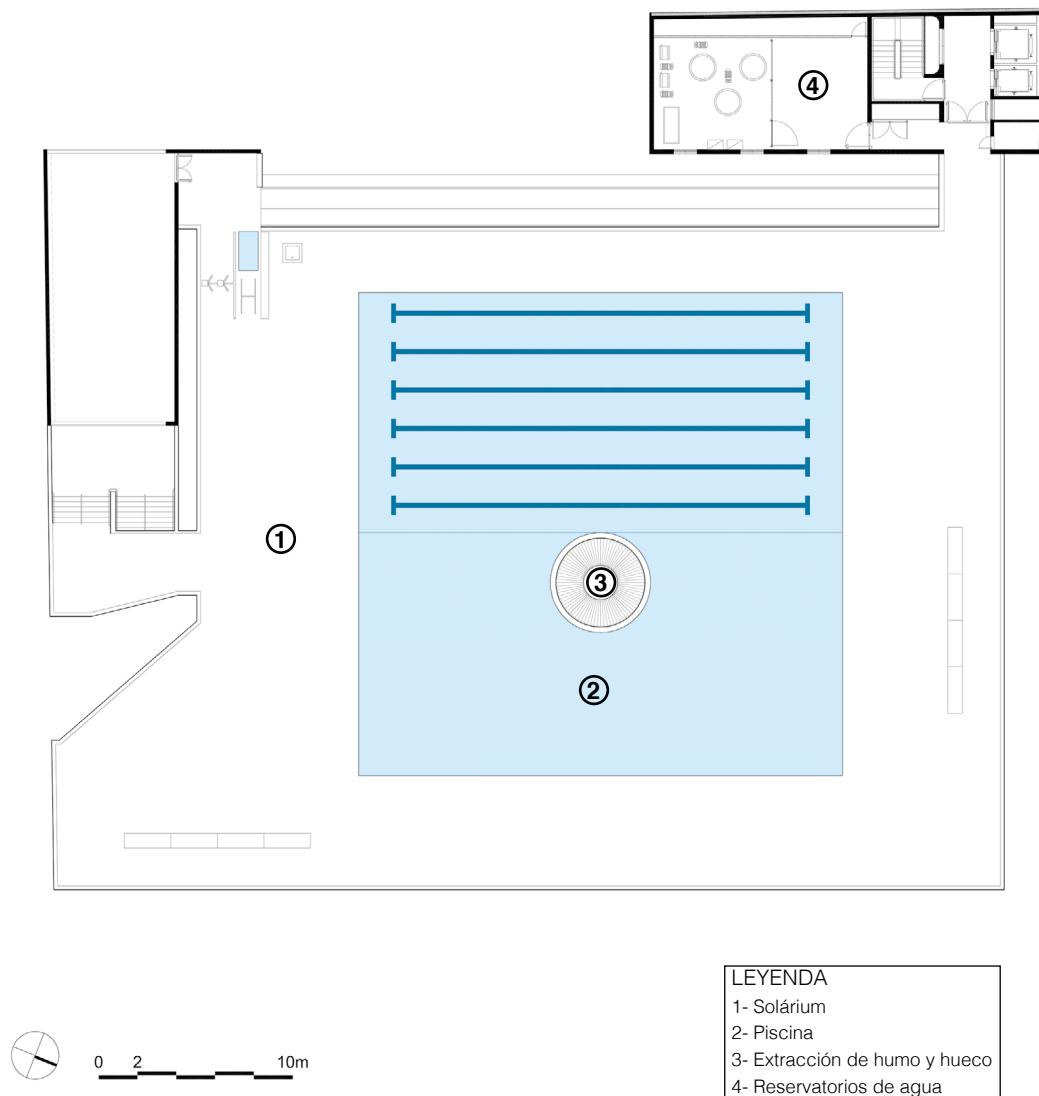 4
1
3
2
0 2 10m
LEYENDA
1- Solárium
2- Piscina
3- Extracción de humo y hueco
4- Reservatorios de agua